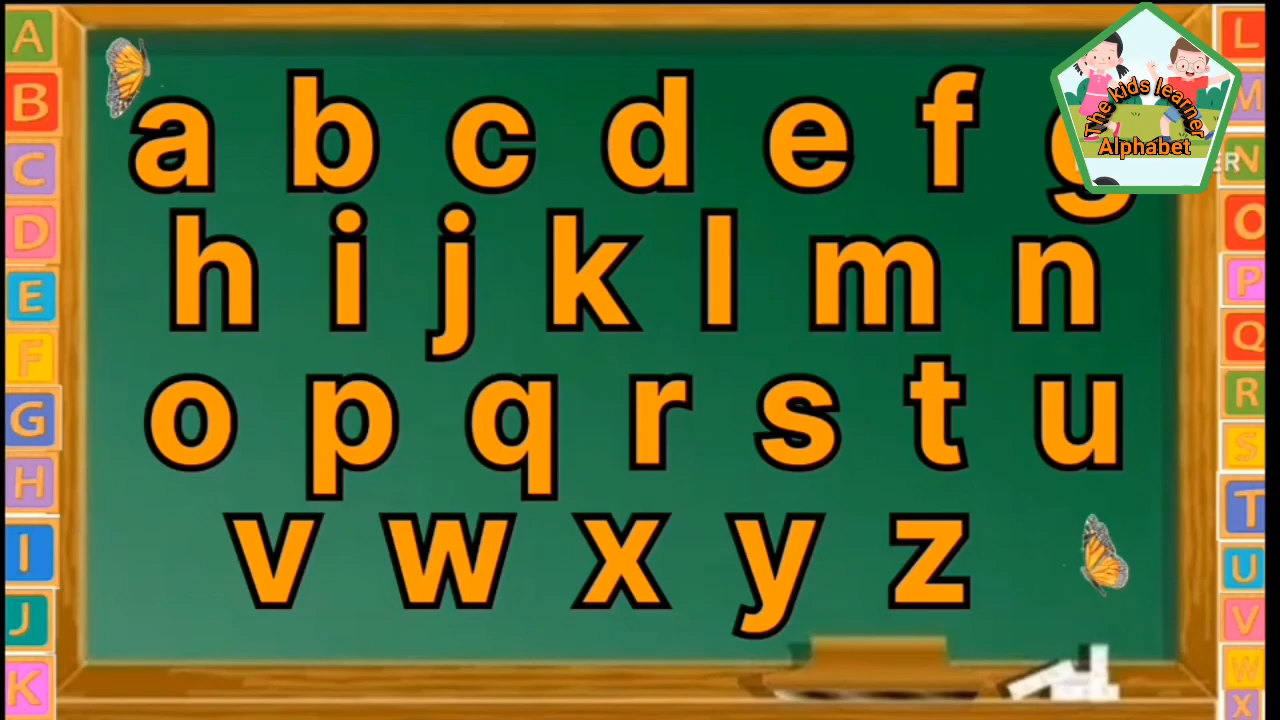 a b c d e f g
h i j k l m n
o p q r s t u
v w x y z
A
B
C
D
E
F
G
H
I
J
K
L
M
N
O
P
Q
R
S
T
U
V
W
X
The kids learner
Alphabet